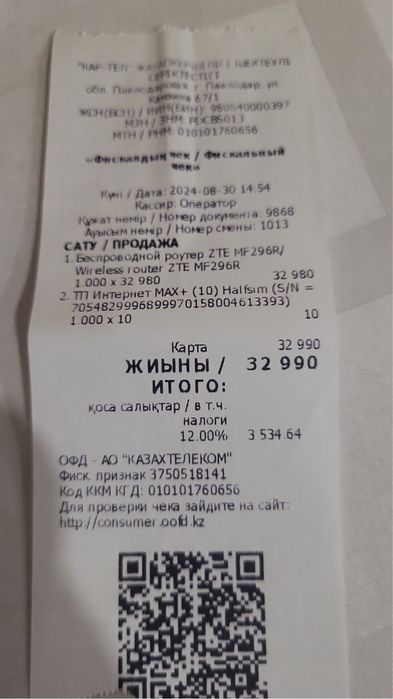 "КАР-ТЕЛ" ЖАУАПКЕРШІЛІГІ ШЕКТЕУЛІ
СЕРІКТЕСТІГІ
обл. Павлодарская г. Павлодар ул.
67/1
ЖСН(БСН) / ИИН(БИН): 980540000397
МЗН / ЗНМ: PDCB5013
МТН / РНМ: 010101760656
«Фискалдық чек / Фискальный
чек»
Күні / Дата: 2024-08-30 14:54
Кассир: Оператор
Құжат немір / Номер документа: 9868
Ауысым немір / Номер смены: 1013
САТУ / ПРОДАЖА
1. Беспроводной роутер ZTE MF296R/
Wireless router ZTE MF296R
1.000 x 32 980 32 980
2. ТП Интернет MAX+ (10) Halfsim (S/N =
70548299968999701580046​13393)
1.000 x 10 10
Карта 32 990
ЖИЫНЫ / 32 990
ИТОГО:
қоса салықтар / в т.ч.
налоги
12.00% 3 534.64
ОФД - АО "КАЗАХТЕЛЕКОМ"
Фиск. признак 3750518141
Код ККМ КГД: 010101760656
Для проверки чека зайдите на сайт:
http://consumer.oofd.kz